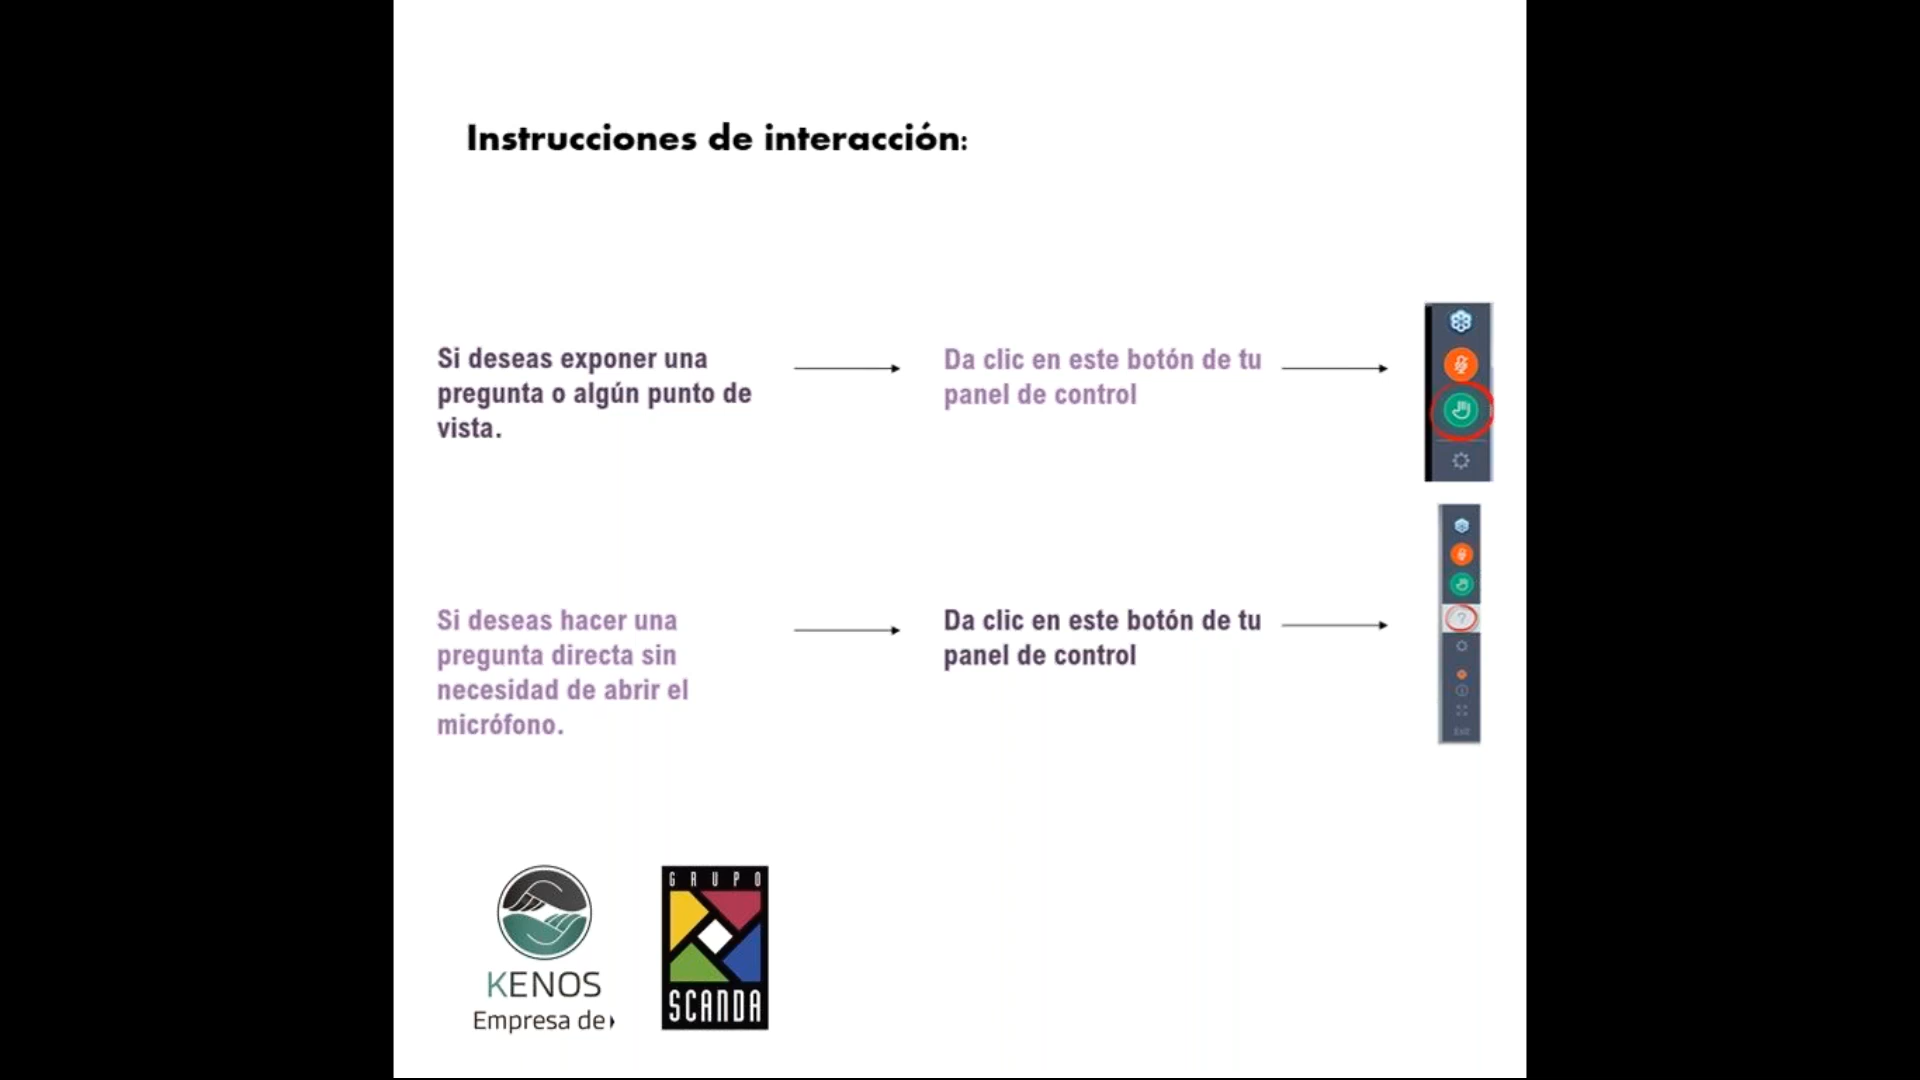 Instrucciones de interacción:
Si deseas exponer una
pregunta o algún punto de
vista.
Da clic en este botón de tu
panel de control
Si deseas hacer una
pregunta directa sin
necesidad de abrir el
micrófono.
Da clic en este botón de tu
panel de control
?
Exit
KENOS
Empresa de
GRUPO
SCANDA